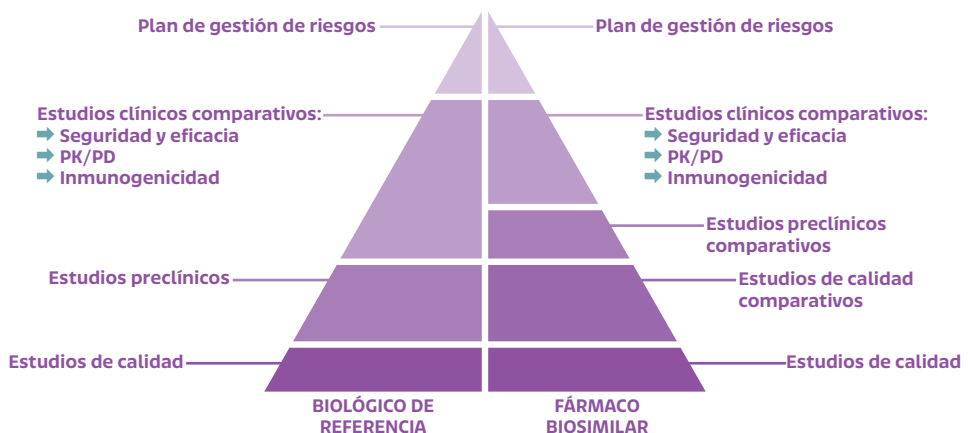 Plan de gestión de riesgos
Plan de gestión de riesgos
Estudios clínicos comparativos:
Seguridad y eficacia
PK/PD
Inmunogenicidad
Estudios clínicos comparativos:
Seguridad y eficacia
PK/PD
Inmunogenicidad
Estudios preclínicos
comparativos
Estudios preclínicos
Estudios de calidad
comparativos
Estudios de calidad
Estudios de calidad
BIOLÓGICO DE
REFERENCIA
FÁRMACO
BIOSIMILAR